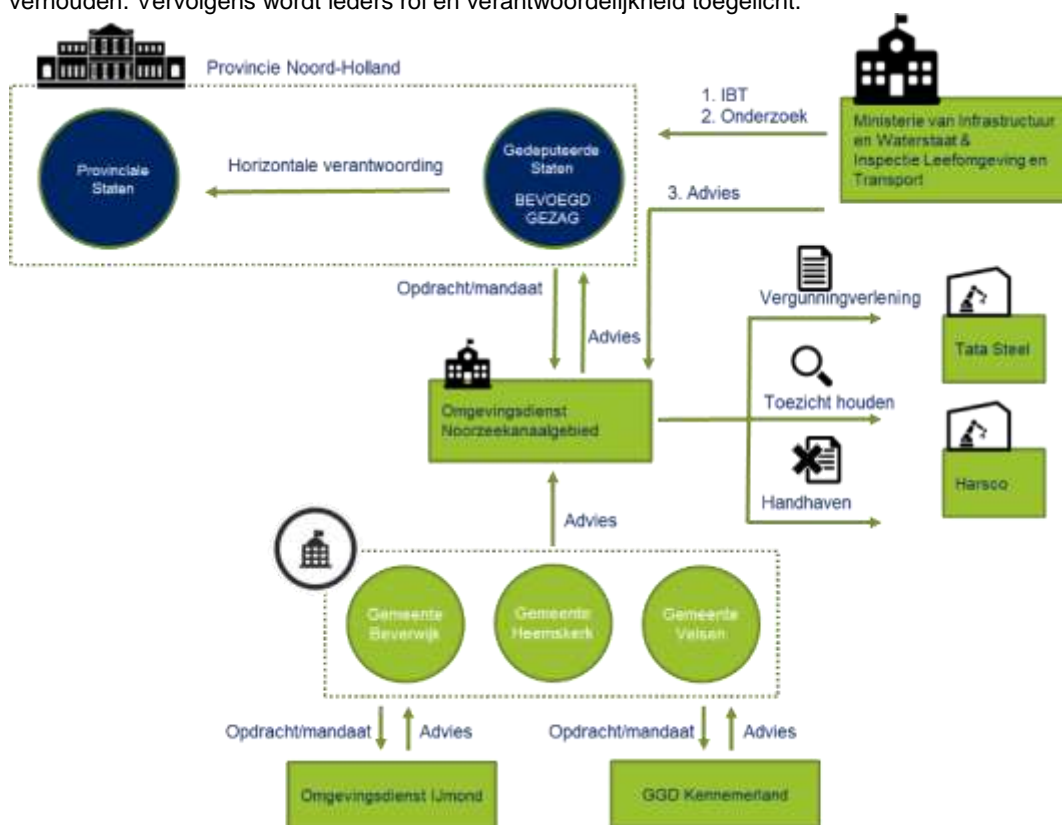 verhouden. Vervolgens wordt ieders rol en verantwoordelijkheid toegelicht.
Provincie Noord-Holland
Provinciale
Staten
Horizontale verantwoording
Gedeputeerde
Staten
BEVOEGD
GEZAG
1. IBT
2. Onderzoek
Ministerie van Infrastructuur
en Waterstaat &
Inspectie Leefomgeving en
Transport
3. Advies
Opdracht/mandaat
Advies
Vergunningverlening
Tata Steel
Omgevingsdienst
Noorzeekanaalgebied
Toezicht houden
Harsco
Handhaven
Advies
Gemeente
Beverwijk
Gemeente
Heemskerk
Gemeente
Velsen
Opdracht/mandaat
Advies
Opdracht/mandaat
Advies
Omgevingsdienst IJmond
GGD Kennemerland